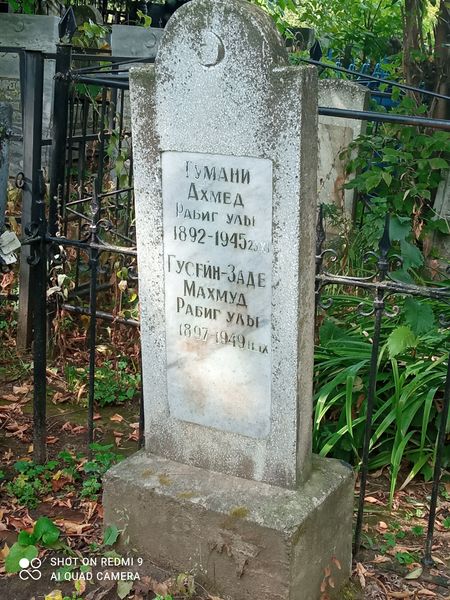 ГУМАНИ
АХМЕД
РАБИГ УЛЫ
1892-1945
ГУСЕЙН-ЗАДЕ
МАХМУД
РАБИГ УЛЫ
1897-1949
SHOT ON REDMI 9
AI QUAD CAMERA